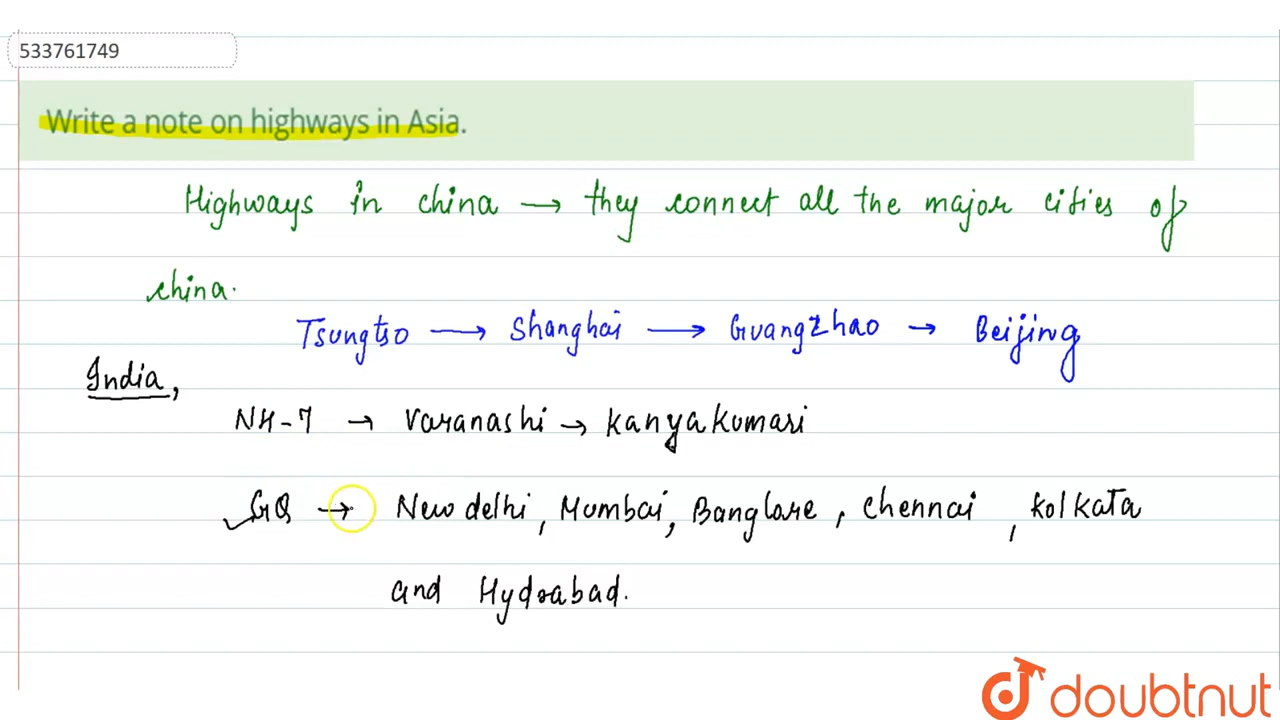 533761749
Write a note on highways in Asia.
Highways in china → they connect all the major cities of
china.
Tsungtso → Shanghai → Guangzhao → Beijing
India,
NH-7 → Varanashi → Kanyakumari
✓GQ → New delhi, Mumbai, Banglare, Chennai, Kolkata
and Hydrabad.
doubtnut